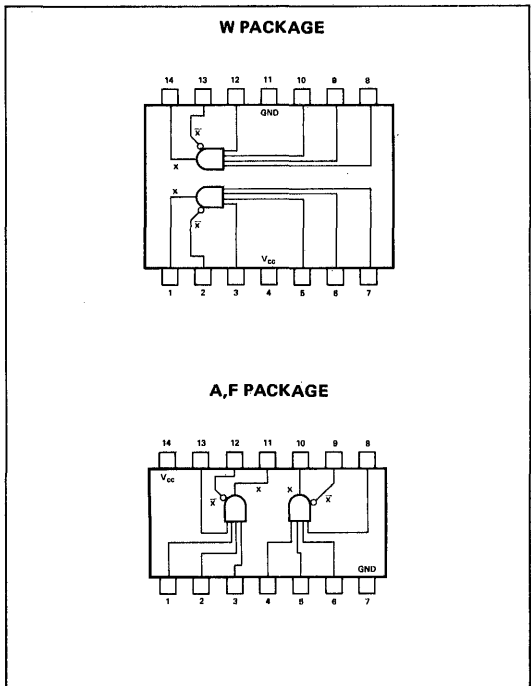 W PACKAGE
14 13 12 11 10 9 8
GND
X̅
X
X
X̅
VCC
1 2 3 4 5 6 7
A,F PACKAGE
14 13 12 11 10 9 8
VCC
X̅ X X X̅
GND
1 2 3 4 5 6 7